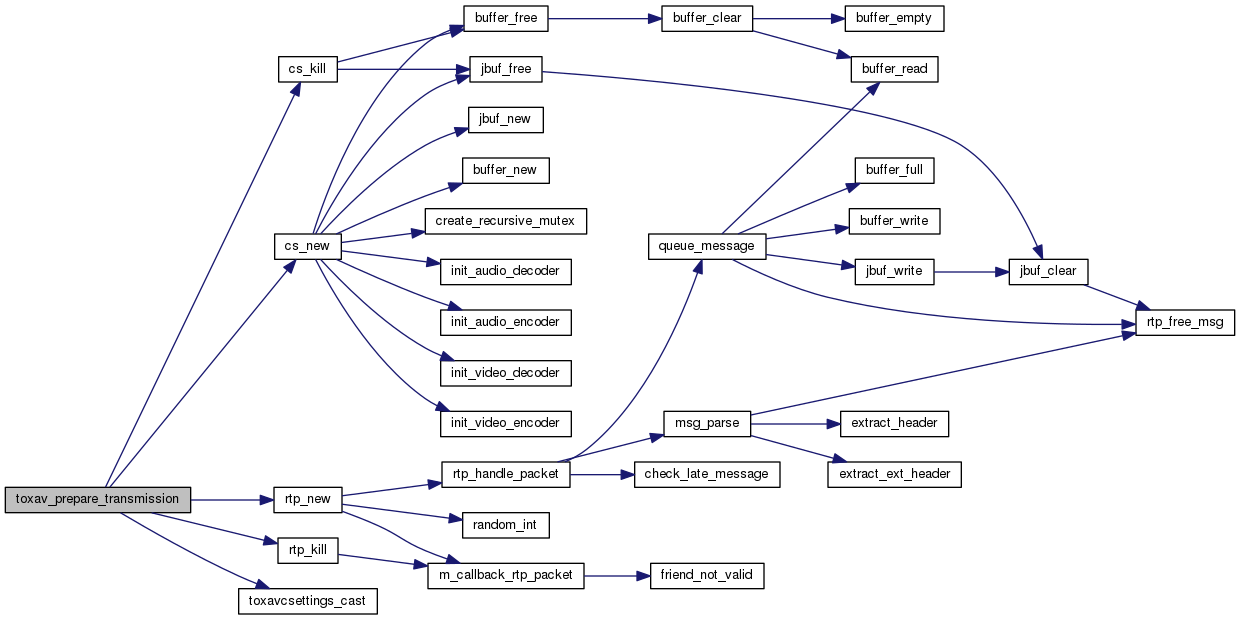 buffer_free
buffer_clear
buffer_empty
cs_kill
jbuf_free
buffer_read
jbuf_new
buffer_new
buffer_full
create_recursive_mutex
buffer_write
cs_new
queue_message
init_audio_decoder
jbuf_write
jbuf_clear
init_audio_encoder
rtp_free_msg
init_video_decoder
init_video_encoder
msg_parse
extract_header
rtp_handle_packet
check_late_message
extract_ext_header
toxav_prepare_transmission
rtp_new
random_int
rtp_kill
m_callback_rtp_packet
friend_not_valid
toxavcsettings_cast